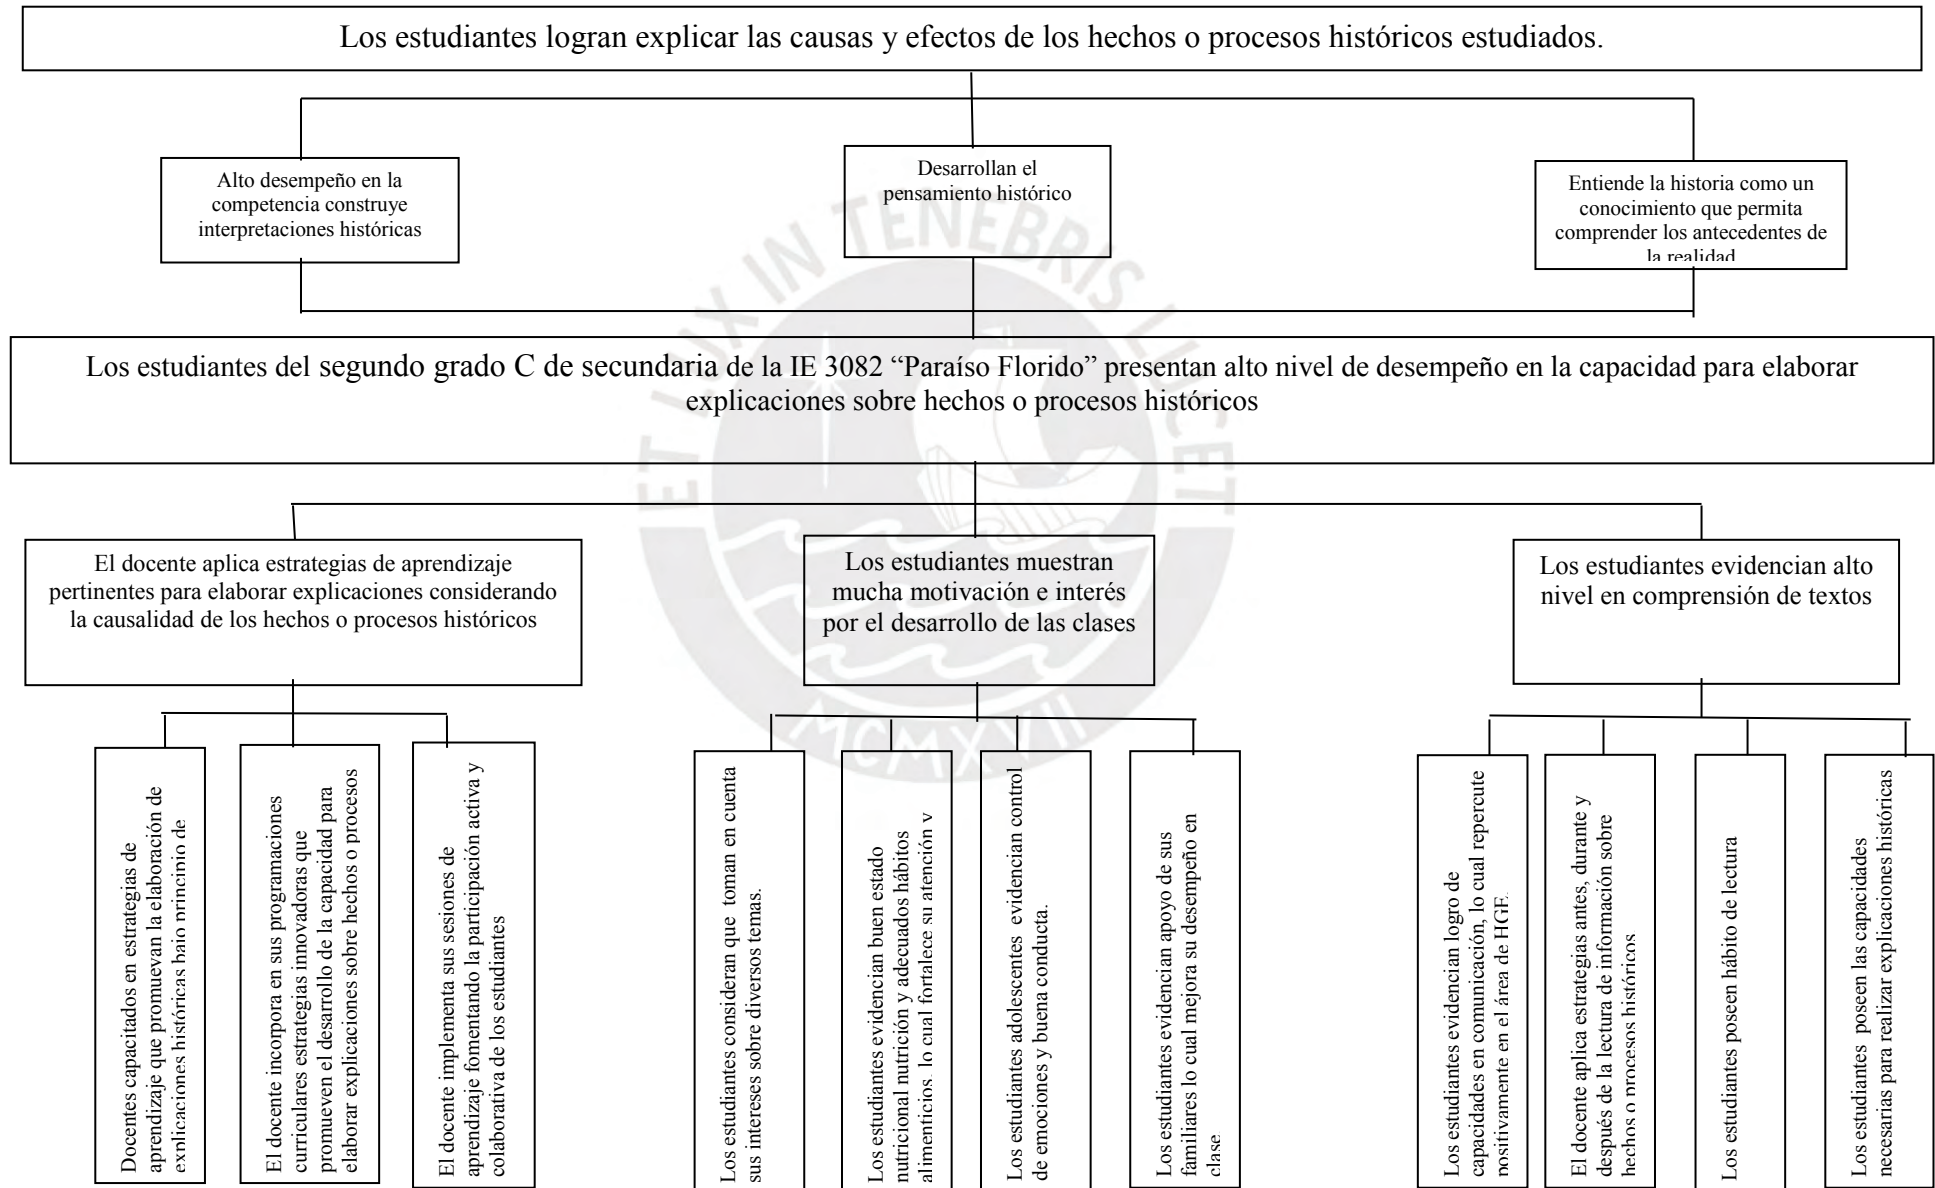 Los estudiantes logran explicar las causas y efectos de los hechos o procesos históricos estudiados.
Alto desempeño en la
competencia construye
interpretaciones históricas
Desarrollan el
pensamiento histórico
Entiende la historia como un
conocimiento que permita
comprender los antecedentes de
la realidad
Los estudiantes del segundo grado C de secundaria de la IE 3082 “Paraíso Florido” presentan alto nivel de desempeño en la capacidad para elaborar
explicaciones sobre hechos o procesos históricos
El docente aplica estrategias de aprendizaje
pertinentes para elaborar explicaciones considerando
la causalidad de los hechos o procesos históricos
Los estudiantes muestran
mucha motivación e interés
por el desarrollo de las clases
Los estudiantes evidencian alto
nivel en comprensión de textos
Docentes capacitados en estrategias de
aprendizaje que promuevan la elaboración de
explicaciones históricas bajo principio de
El docente incorpora en sus programaciones
curriculares estrategias innovadoras que
promueven el desarrollo de la capacidad para
elaborar explicaciones sobre hechos o procesos
El docente implementa sus sesiones de
aprendizaje fomentando la participación activa y
colaborativa de los estudiantes
Los estudiantes consideran que toman en cuenta
sus intereses sobre diversos temas.
Los estudiantes evidencian buen estado
nutricional nutrición y adecuados hábitos
alimenticios, lo cual fortalece su atención y
Los estudiantes adolescentes evidencian control
de emociones y buena conducta.
Los estudiantes evidencian apoyo de sus
familiares lo cual mejora su desempeño en
clase
Los estudiantes evidencian logro de
capacidades en comunicación, lo cual repercute
positivamente en el área de HGE.
El docente aplica estrategias antes, durante y
después de la lectura de información sobre
hechos o procesos históricos
Los estudiantes poseen hábito de lectura
Los estudiantes poseen las capacidades
necesarias para realizar explicaciones históricas
ET LUX IN TENEBRIS LUCET
MCMXVII